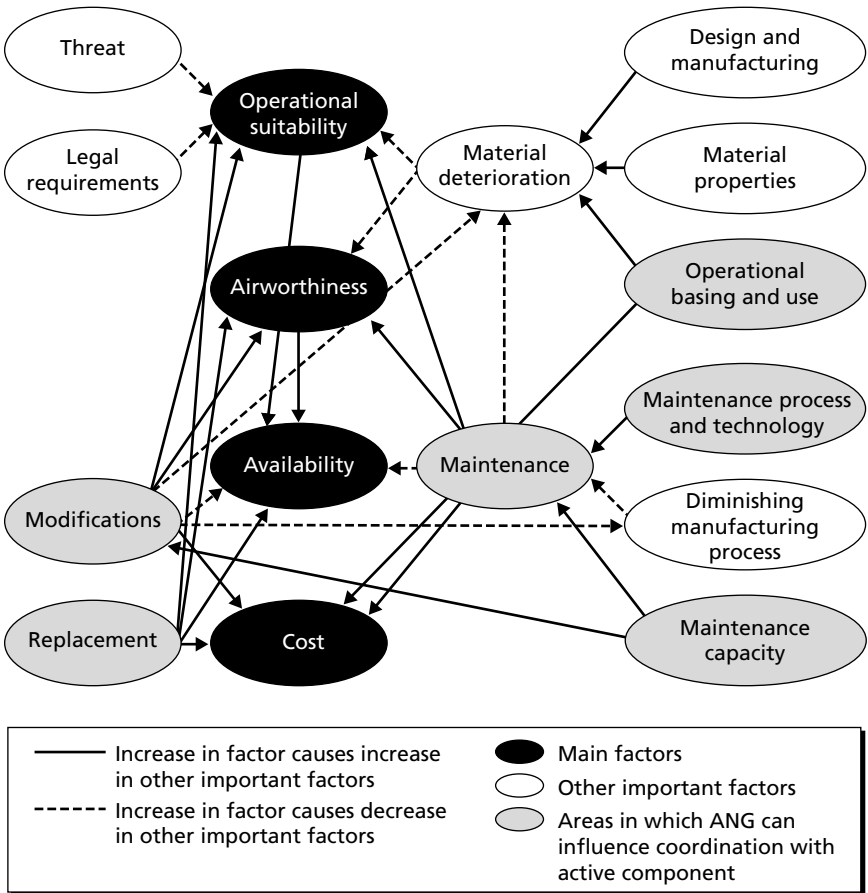 Threat
Operational
suitability
Design and
manufacturing
Legal
requirements
Material
deterioration
Material
properties
Airworthiness
Operational
basing and use
Maintenance process
and technology
Availability
Maintenance
Modifications
Diminishing
manufacturing
process
Replacement
Cost
Maintenance
capacity
Increase in factor causes increase
in other important factors
Increase in factor causes decrease
in other important factors
Main factors
Other important factors
Areas in which ANG can
influence coordination with
active component